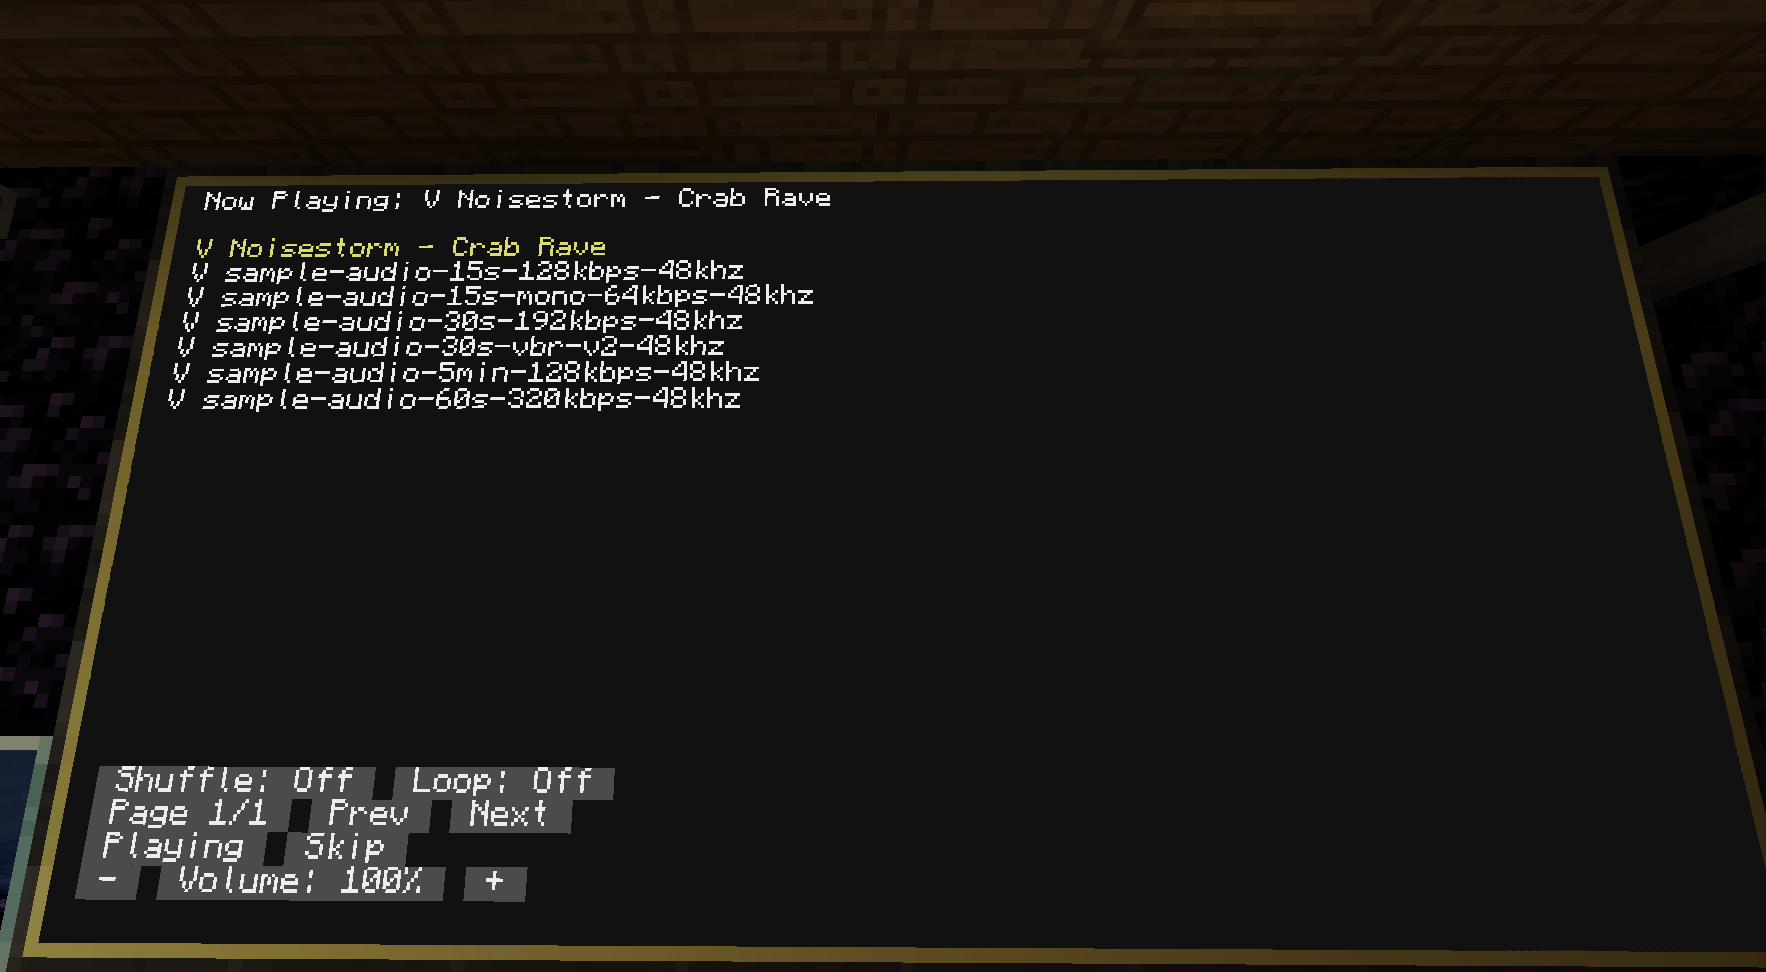 Now Playing: V Noisestorm - Crab Rave
V Noisestorm - Crab Rave
V sample-audio-15s-128kbps-48khz
V sample-audio-15s-mono-64kbps-48khz
V sample-audio-30s-192kbps-48khz
V sample-audio-30s-vbr-v2-48khz
V sample-audio-5min-128kbps-48khz
V sample-audio-60s-320kbps-48khz
Shuffle: Off Loop: Off
Page 1/1 Prev Next
Playing Skip
- Volume: 100% +